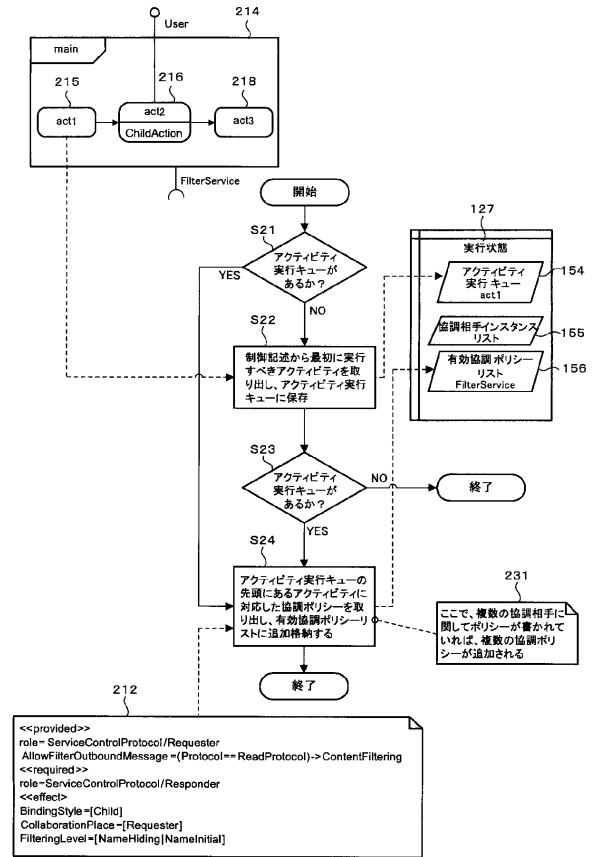 User
214
main
215
216
218
act1
act2
ChildAction
act3
FilterService
開始
S21
アクティビティ
実行キューが
あるか？
YES
NO
127
実行状態
アクティビティ
実行 キュー
act1
154
協調相手インスタンス
リスト
155
有効協調 ポリシー
リスト
FilterService
156
S22
制御記述から最初に実行
すべきアクティビティを取
り出し、アクティビティ実行
キューに保存
S23
アクティビティ
実行キューが
あるか？
NO
終了
YES
S24
アクティビティ実行キューの
先頭にあるアクティビティに
対応した協調ポリシーを取
り出し、有効協調ポリシーリ
ストに追加格納する
231
ここで、複数の協調相手に
関してポリシーが書かれて
いれば、複数の協調ポリ
シーが追加される
終了
212
<<provided>>
role= ServiceControlProtocol/Requester
AllowFilterOutboundMessage =(Protocol==ReadProtocol)->ContentFiltering
<<required>>
role=ServiceControlProtocol/Responder
<<effect>
BindingStyle=[Child]
CollaborationPlace=[Requester]
FilteringLevel=[NameHiding|NameInitial]